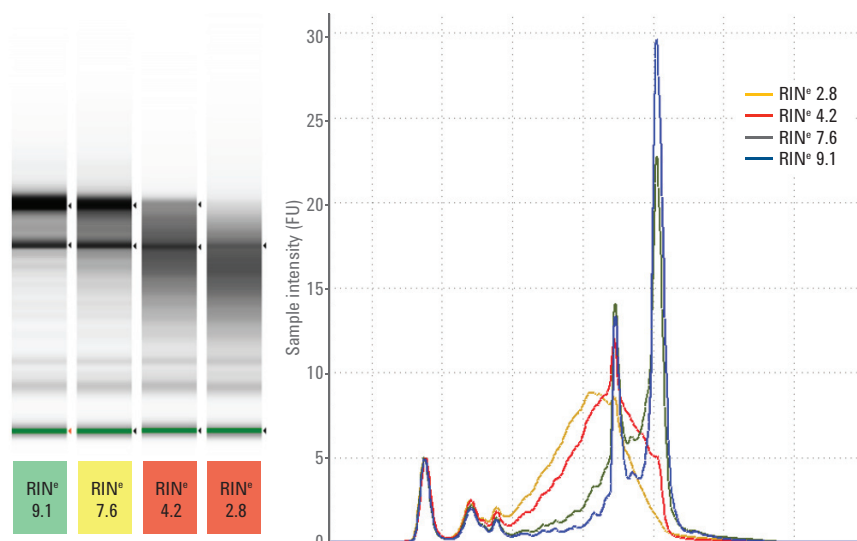 RINᵉ
9.1
RINᵉ
7.6
RINᵉ
4.2
RINᵉ
2.8
Sample intensity (FU)
30
25
20
15
10
5
0
RINᵉ 2.8
RINᵉ 4.2
RINᵉ 7.6
RINᵉ 9.1